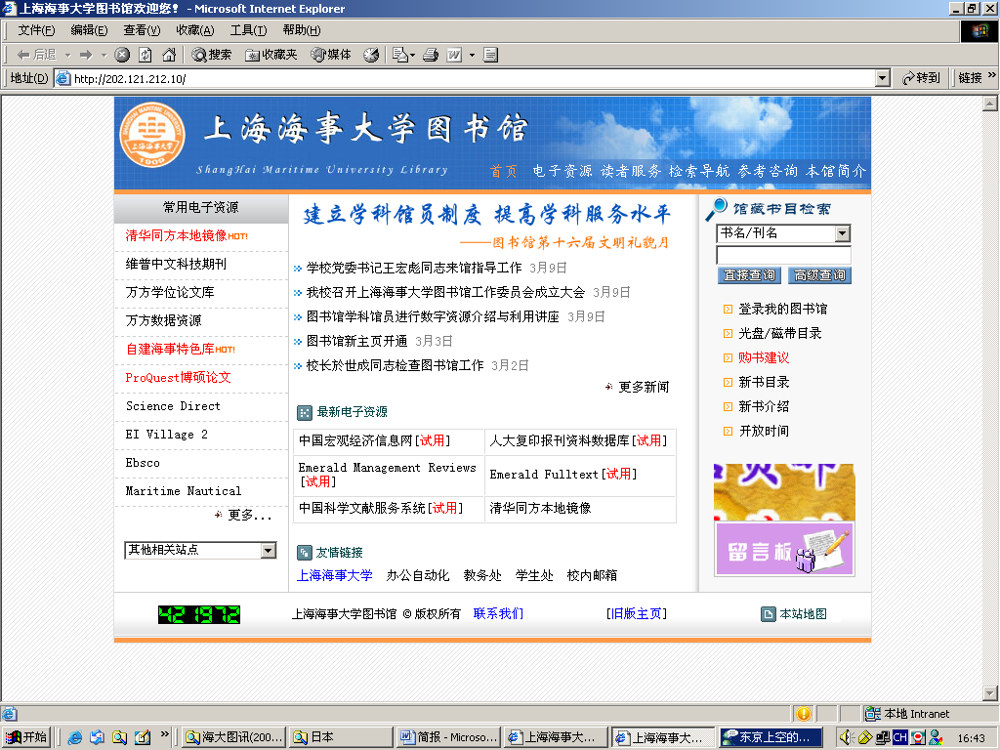 上海海事大学图书馆欢迎您! - Microsoft Internet Explorer
文件(F) 编辑(E) 查看(V) 收藏(A) 工具(T) 帮助(H)
后退 搜索 收藏夹 媒体
地址(D) http://202.121.212.10/ 转到 链接 »
上海海事大学图书馆
ShangHai Maritime University Library
1909
首页 电子资源 读者服务 检索导航 参考咨询 本馆简介
常用电子资源
清华同方本地镜像HOT!
维普中文科技期刊
万方学位论文库
万方数据资源
自建海事特色库HOT!
ProQuest博硕论文
Science Direct
EI Village 2
Ebsco
Maritime Nautical
更多...
其他相关站点
建立学科馆员制度 提高学科服务水平
——图书馆第十六届文明礼貌月
学校党委书记王宏彪同志来馆指导工作 3月9日
我校召开上海海事大学图书馆工作委员会成立大会 3月9日
图书馆学科馆员进行数字资源介绍与利用讲座 3月9日
图书馆新主页开通 3月3日
校长於世成同志检查图书馆工作 3月2日
更多新闻
最新电子资源
中国宏观经济信息网[试用] 人大复印报刊资料数据库[试用]
Emerald Management Reviews
[试用]
Emerald Fulltext[试用]
中国科学文献服务系统[试用] 清华同方本地镜像
友情链接
上海海事大学 办公自动化 教务处 学生处 校内邮箱
馆藏书目检索
书名/刊名
直接查询 高级查询
登录我的图书馆
光盘/磁带目录
购书建议
新书目录
新书介绍
开放时间
留言板
421972 上海海事大学图书馆 © 版权所有 联系我们 [旧版主页] 本站地图
本地 Intranet
开始 » 海大图讯(200... 日本 简报 - Microso... 上海海事大... 上海海事大... 东京上空的... CH 16:43